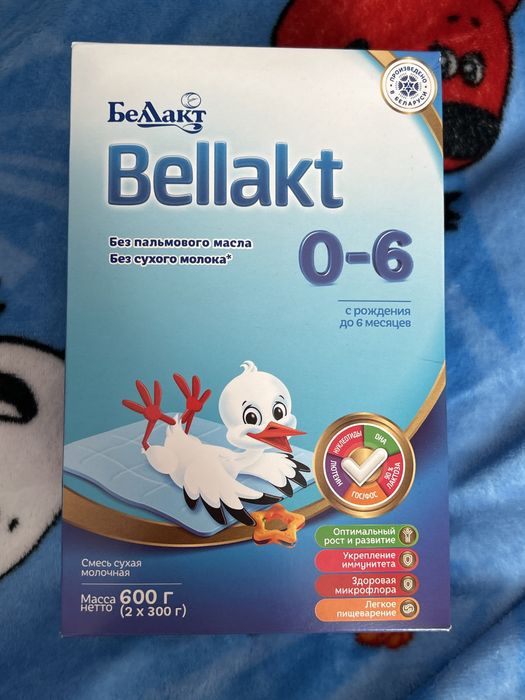 ПРОИЗВЕДЕНО
В БЕЛАРУСИ
Беллакт
Bellakt
Без пальмового масла
Без сухого молока*
0-6
с рождения
до 6 месяцев
НУКЛЕОТИДЫ
DHA
ЛЮТЕИН
90% ЛАКТОЗА
ГОС/ФОС
Оптимальный
рост и развитие
Укрепление
иммунитета
Здоровая
микрофлора
Легкое
пищеварение
Смесь сухая
молочная
Масса
нетто
600 г
(2 х 300 г)